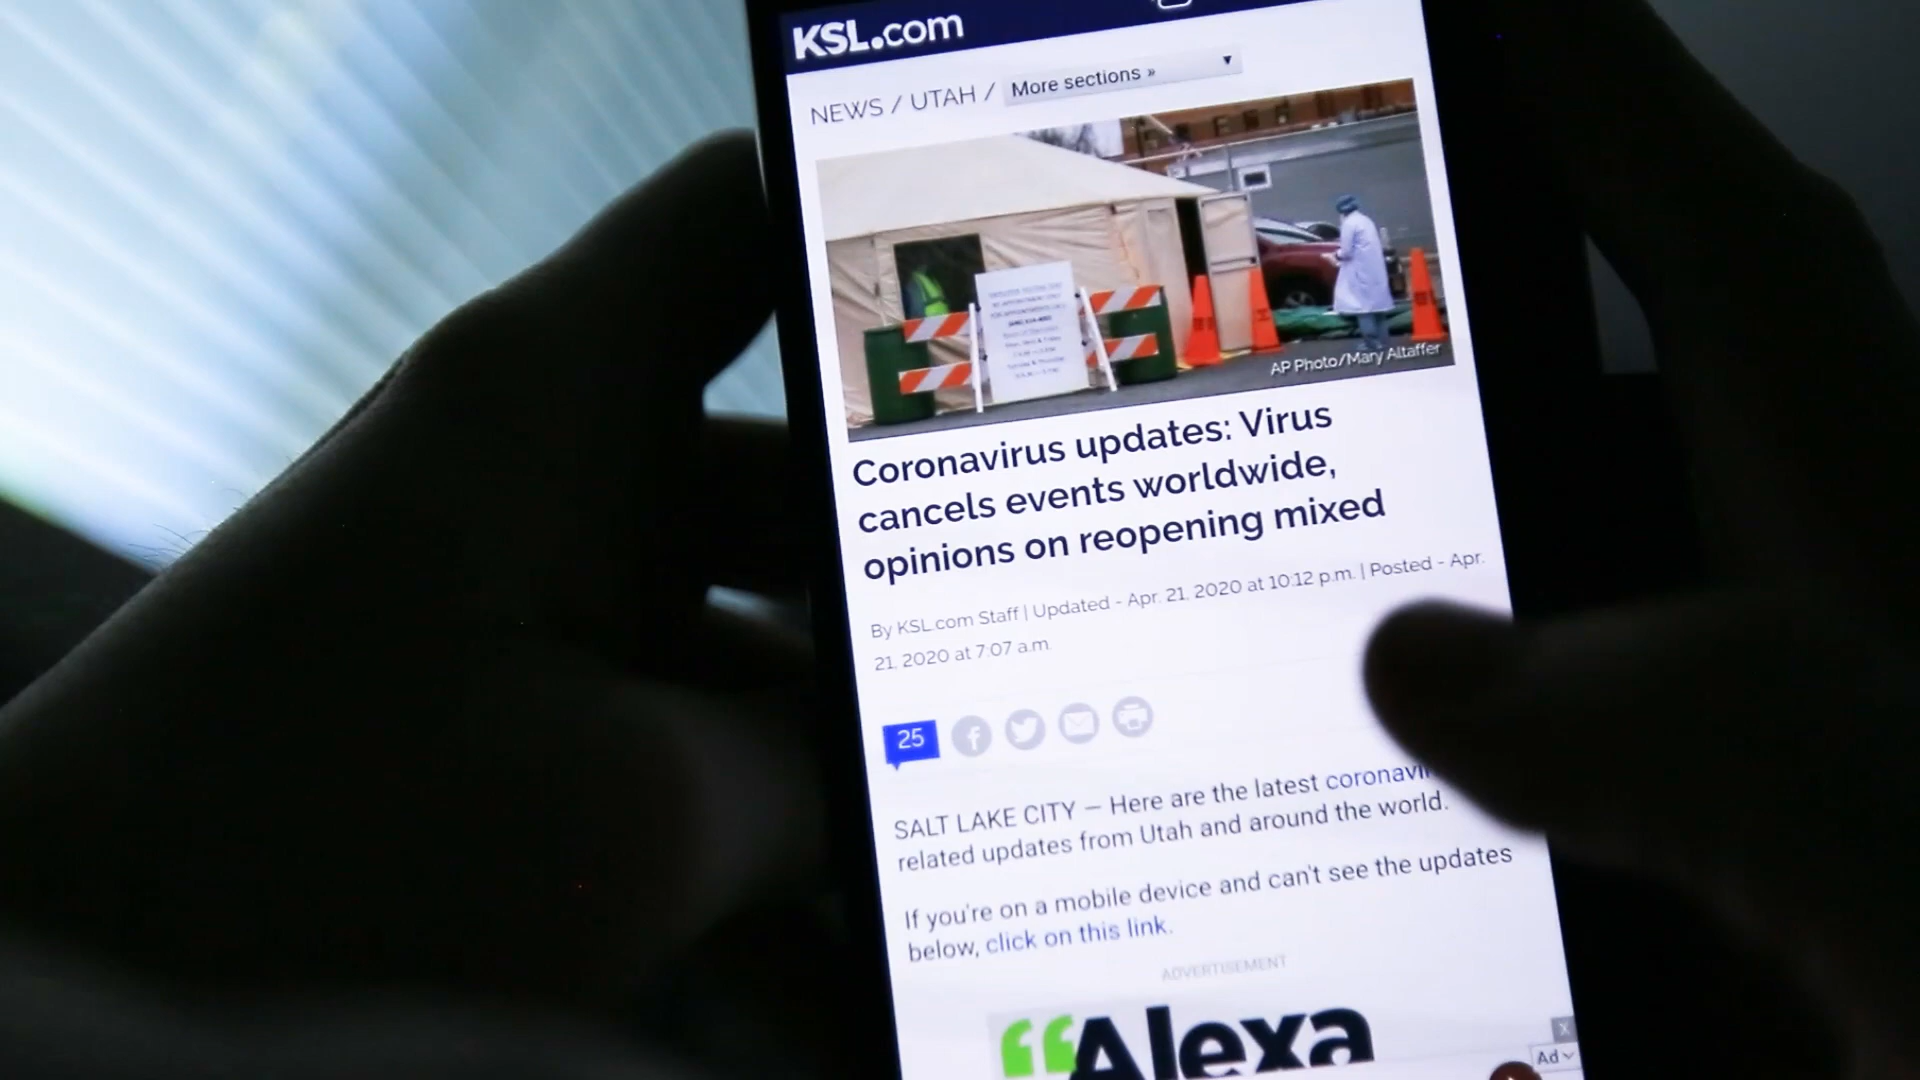 KSL.com
NEWS / UTAH / More sections »
AP Photo/Mary Altaffer
Coronavirus updates: Virus
cancels events worldwide,
opinions on reopening mixed
By KSL.com Staff | Updated - Apr. 21, 2020 at 10:12 p.m. | Posted - Apr.
21, 2020 at 7:07 a.m.
25
SALT LAKE CITY — Here are the latest
related updates from Utah and around the world.
If you're on a mobile device and can't see the updates
below, click on this link.
ADVERTISEMENT
“Alexa
X
Ad